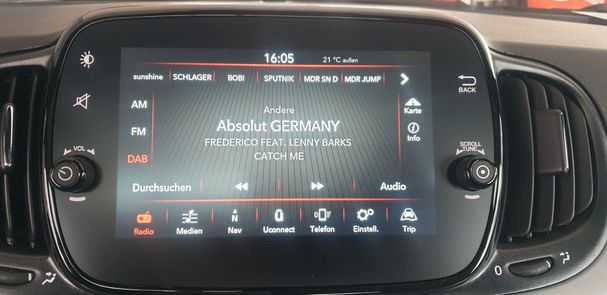 16:05 21 °C außen
sunshine SCHLAGER BOBI SPUTNIK MDR SN D MDR JUMP
BACK
AM
Andere
Karte
Absolut GERMANY
FM
FREDERICO FEAT. LENNY BARKS
Info
VOL
DAB
CATCH ME
SCROLL
TUNE
Durchsuchen Audio
Radio Medien Nav Uconnect Telefon Einstell. Trip
N
0 0